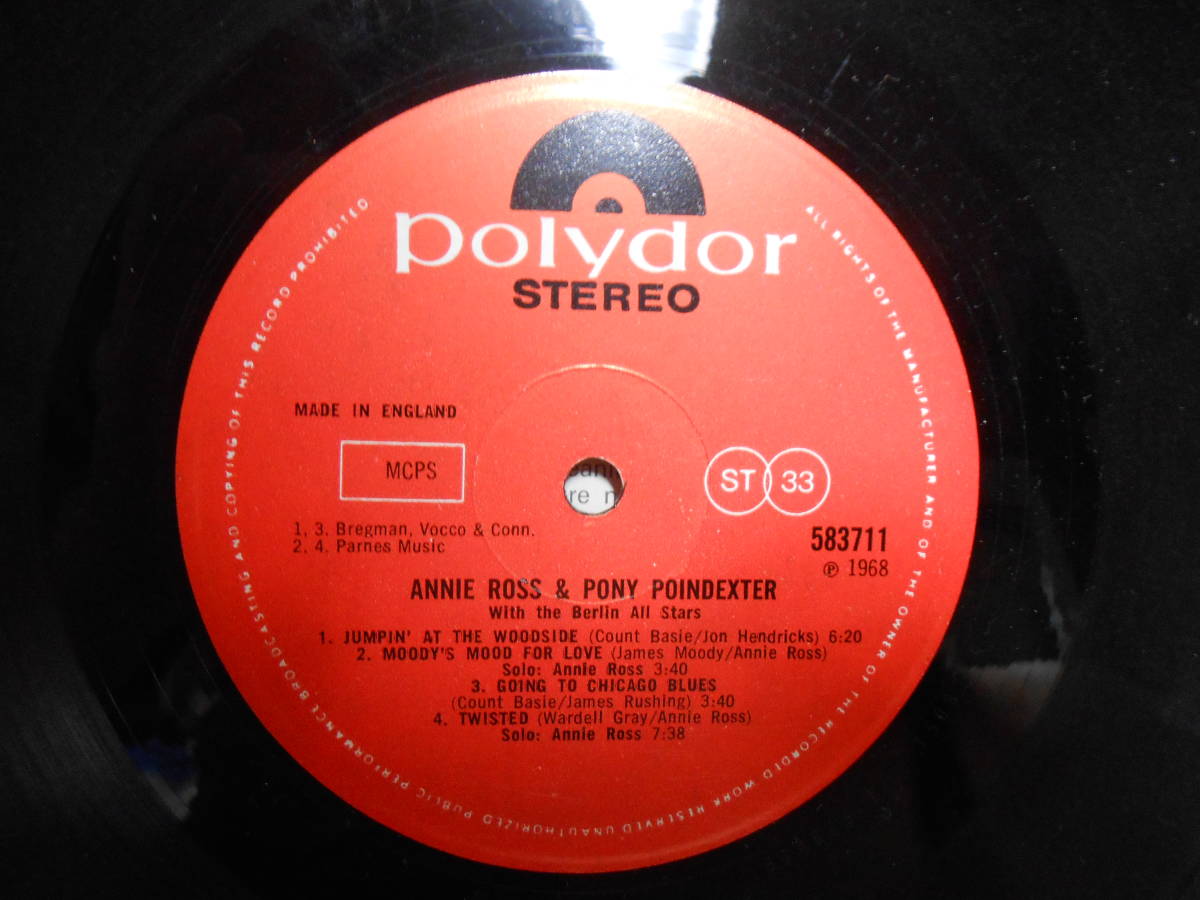 polydor
STEREO
MADE IN ENGLAND
MCPS
ST 33
1, 3. Bregman, Vocco & Conn.
2. 4. Parnes Music
583711
℗ 1968
ANNIE ROSS & PONY POINDEXTER
With the Berlin All Stars
1. JUMPIN' AT THE WOODSIDE (Count Basie/Jon Hendricks) 6:20
2. MOODY'S MOOD FOR LOVE (James Moody/Annie Ross)
Solo: Annie Ross 3:40
3. GOING TO CHICAGO BLUES
(Count Basie/James Rushing) 3:40
4. TWISTED (Wardell Gray/Annie Ross)
Solo: Annie Ross 7:38
ALL RIGHTS OF THE MANUFACTURER AND OF THE OWNER OF THE RECORDED WORK RESERVED UNAUTHORIZED PUBLIC PERFORMANCE BROADCASTING AND COPYING OF THIS RECORD PROHIBITED